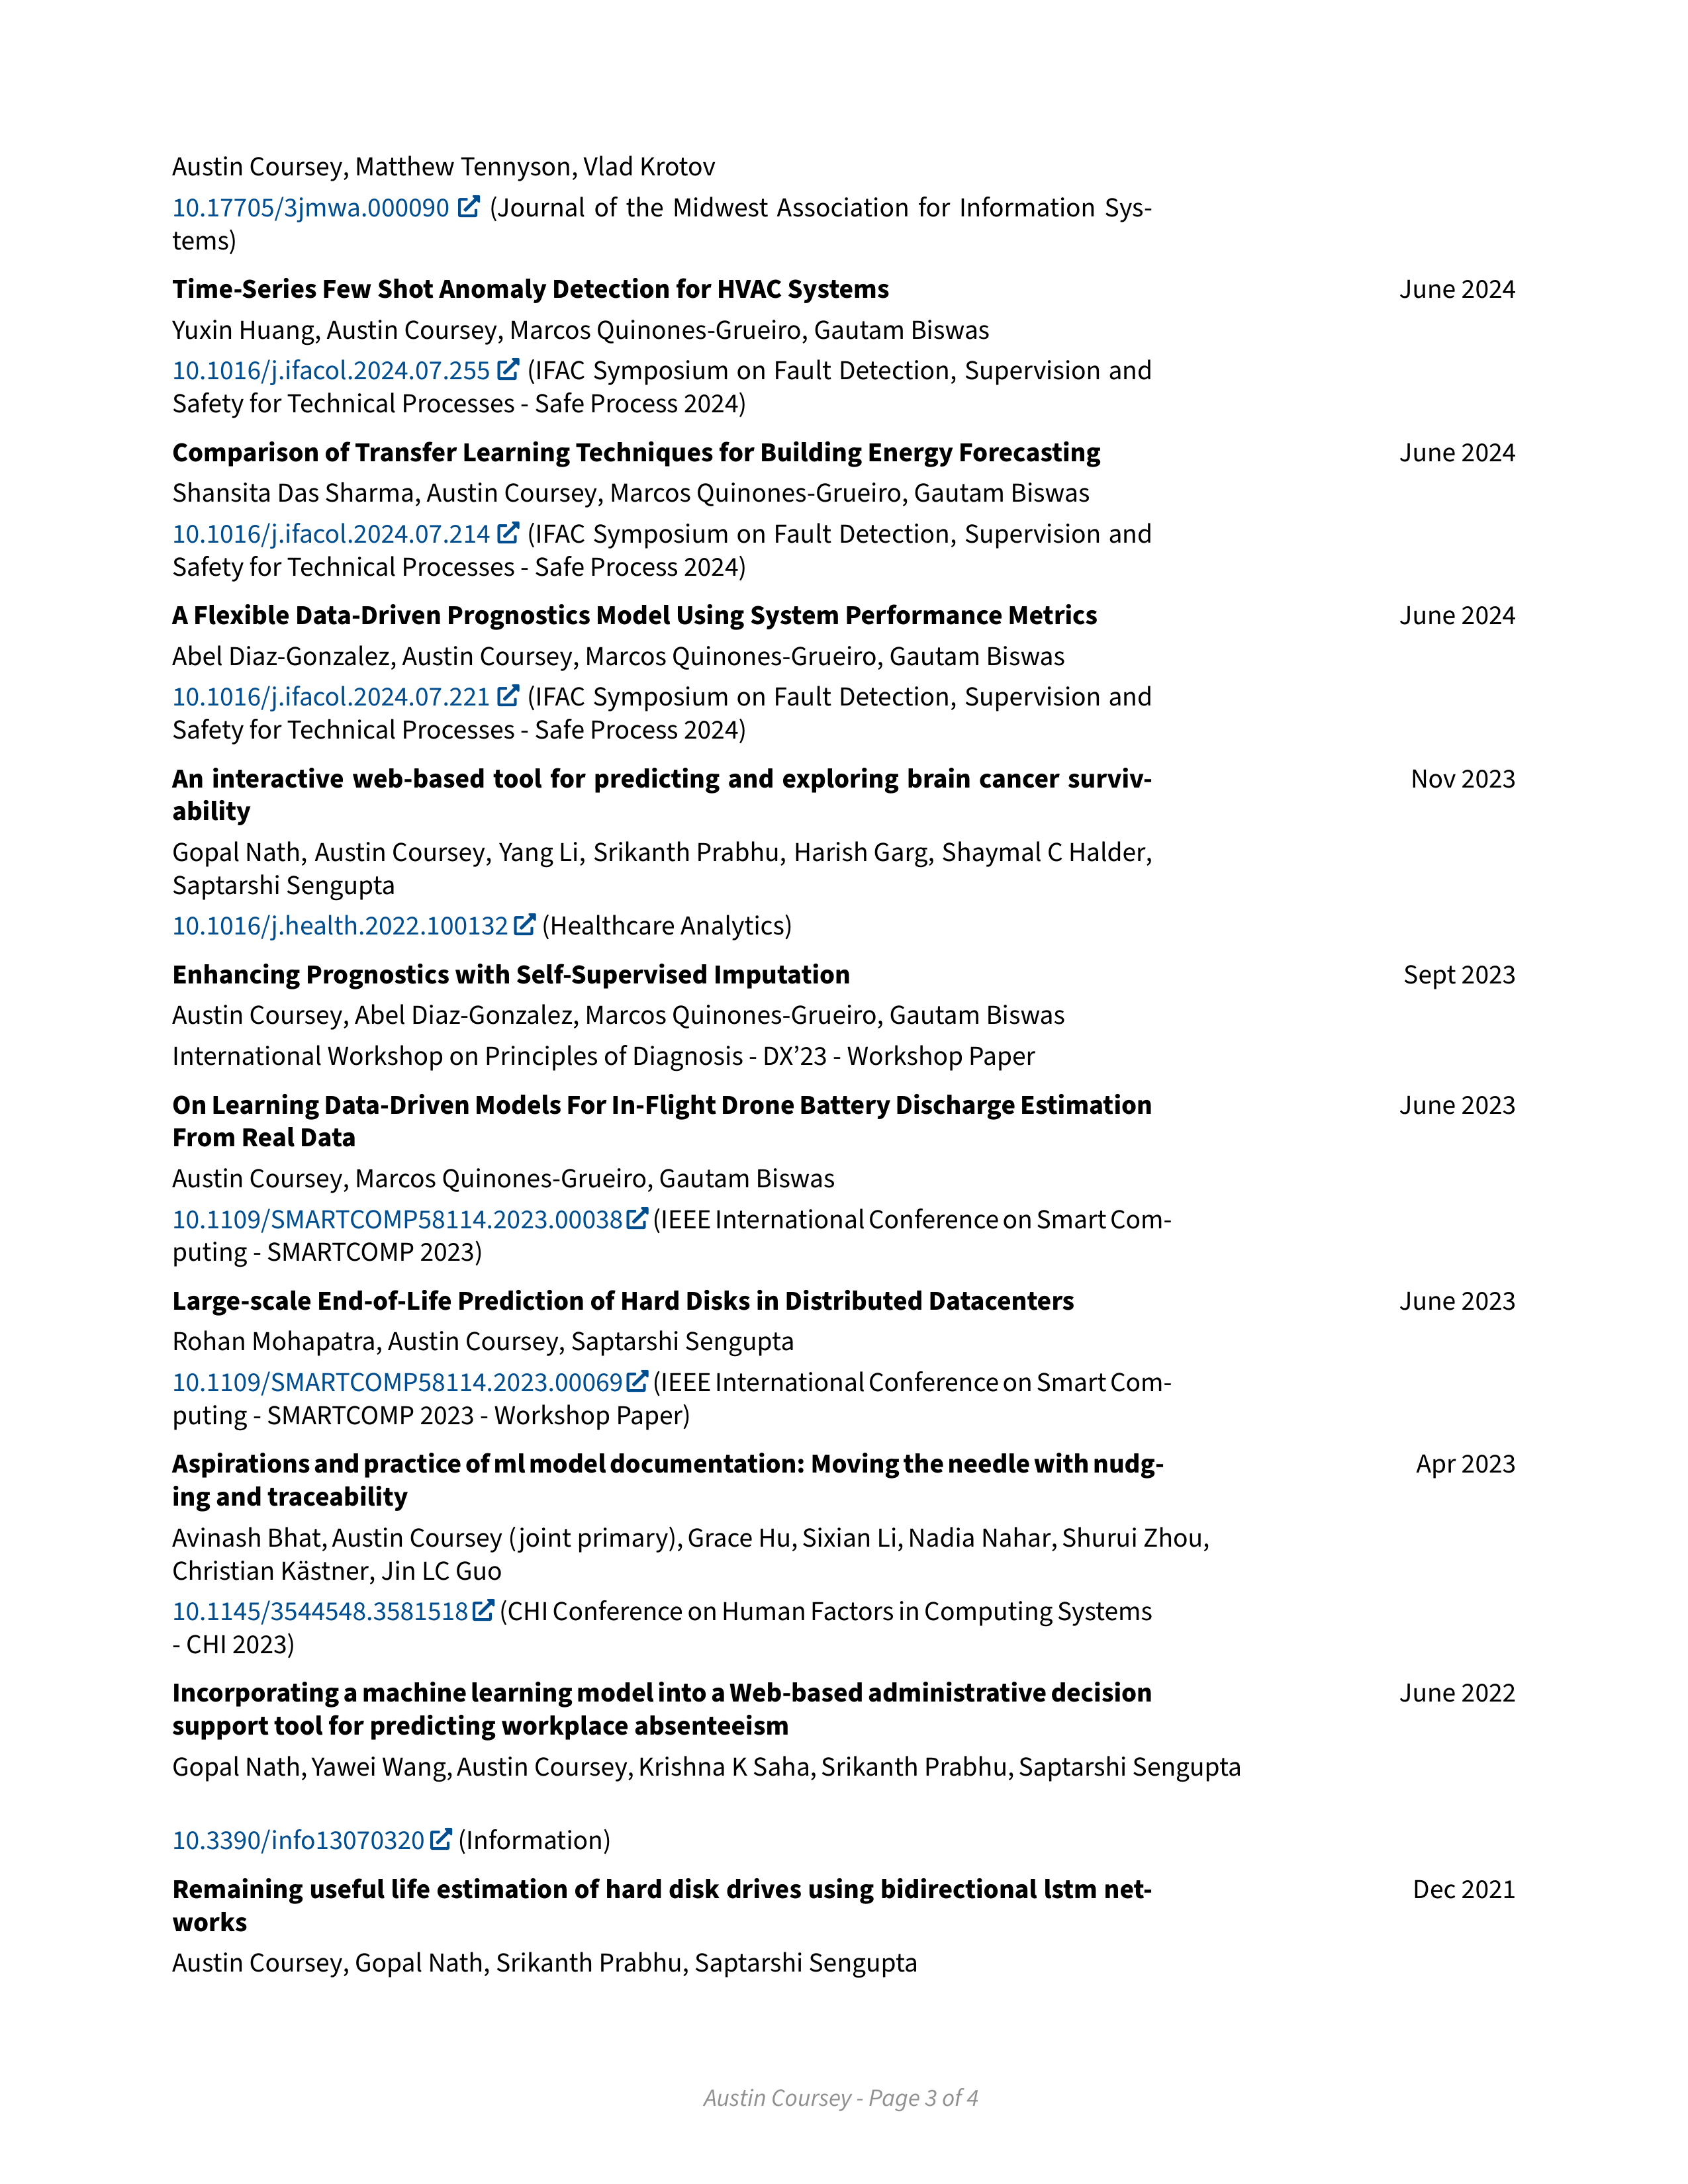 Austin Coursey, Matthew Tennyson, Vlad Krotov
10.17705/3jmwa.000090 (Journal of the Midwest Association for Information Sys-
tems)
Time-Series Few Shot Anomaly Detection for HVAC Systems June 2024
Yuxin Huang, Austin Coursey, Marcos Quinones-Grueiro, Gautam Biswas
10.1016/j.ifacol.2024.07.255 (IFAC Symposium on Fault Detection, Supervision and
Safety for Technical Processes - Safe Process 2024)
Comparison of Transfer Learning Techniques for Building Energy Forecasting June 2024
Shansita Das Sharma, Austin Coursey, Marcos Quinones-Grueiro, Gautam Biswas
10.1016/j.ifacol.2024.07.214 (IFAC Symposium on Fault Detection, Supervision and
Safety for Technical Processes - Safe Process 2024)
A Flexible Data-Driven Prognostics Model Using System Performance Metrics June 2024
Abel Diaz-Gonzalez, Austin Coursey, Marcos Quinones-Grueiro, Gautam Biswas
10.1016/j.ifacol.2024.07.221 (IFAC Symposium on Fault Detection, Supervision and
Safety for Technical Processes - Safe Process 2024)
An interactive web-based tool for predicting and exploring brain cancer surviv- Nov 2023
ability
Gopal Nath, Austin Coursey, Yang Li, Srikanth Prabhu, Harish Garg, Shaymal C Halder,
Saptarshi Sengupta
10.1016/j.health.2022.100132 (Healthcare Analytics)
Enhancing Prognostics with Self-Supervised Imputation Sept 2023
Austin Coursey, Abel Diaz-Gonzalez, Marcos Quinones-Grueiro, Gautam Biswas
International Workshop on Principles of Diagnosis - DX’23 - Workshop Paper
On Learning Data-Driven Models For In-Flight Drone Battery Discharge Estimation June 2023
From Real Data
Austin Coursey, Marcos Quinones-Grueiro, Gautam Biswas
10.1109/SMARTCOMP58114.2023.00038 (IEEE International Conference on Smart Com-
puting - SMARTCOMP 2023)
Large-scale End-of-Life Prediction of Hard Disks in Distributed Datacenters June 2023
Rohan Mohapatra, Austin Coursey, Saptarshi Sengupta
10.1109/SMARTCOMP58114.2023.00069 (IEEE International Conference on Smart Com-
puting - SMARTCOMP 2023 - Workshop Paper)
Aspirations and practice of ml model documentation: Moving the needle with nudg- Apr 2023
ing and traceability
Avinash Bhat, Austin Coursey (joint primary), Grace Hu, Sixian Li, Nadia Nahar, Shurui Zhou,
Christian Kästner, Jin LC Guo
10.1145/3544548.3581518 (CHI Conference on Human Factors in Computing Systems
- CHI 2023)
Incorporating a machine learning model into a Web-based administrative decision June 2022
support tool for predicting workplace absenteeism
Gopal Nath, Yawei Wang, Austin Coursey, Krishna K Saha, Srikanth Prabhu, Saptarshi Sengupta
10.3390/info13070320 (Information)
Remaining useful life estimation of hard disk drives using bidirectional lstm net- Dec 2021
works
Austin Coursey, Gopal Nath, Srikanth Prabhu, Saptarshi Sengupta
Austin Coursey - Page 3 of 4